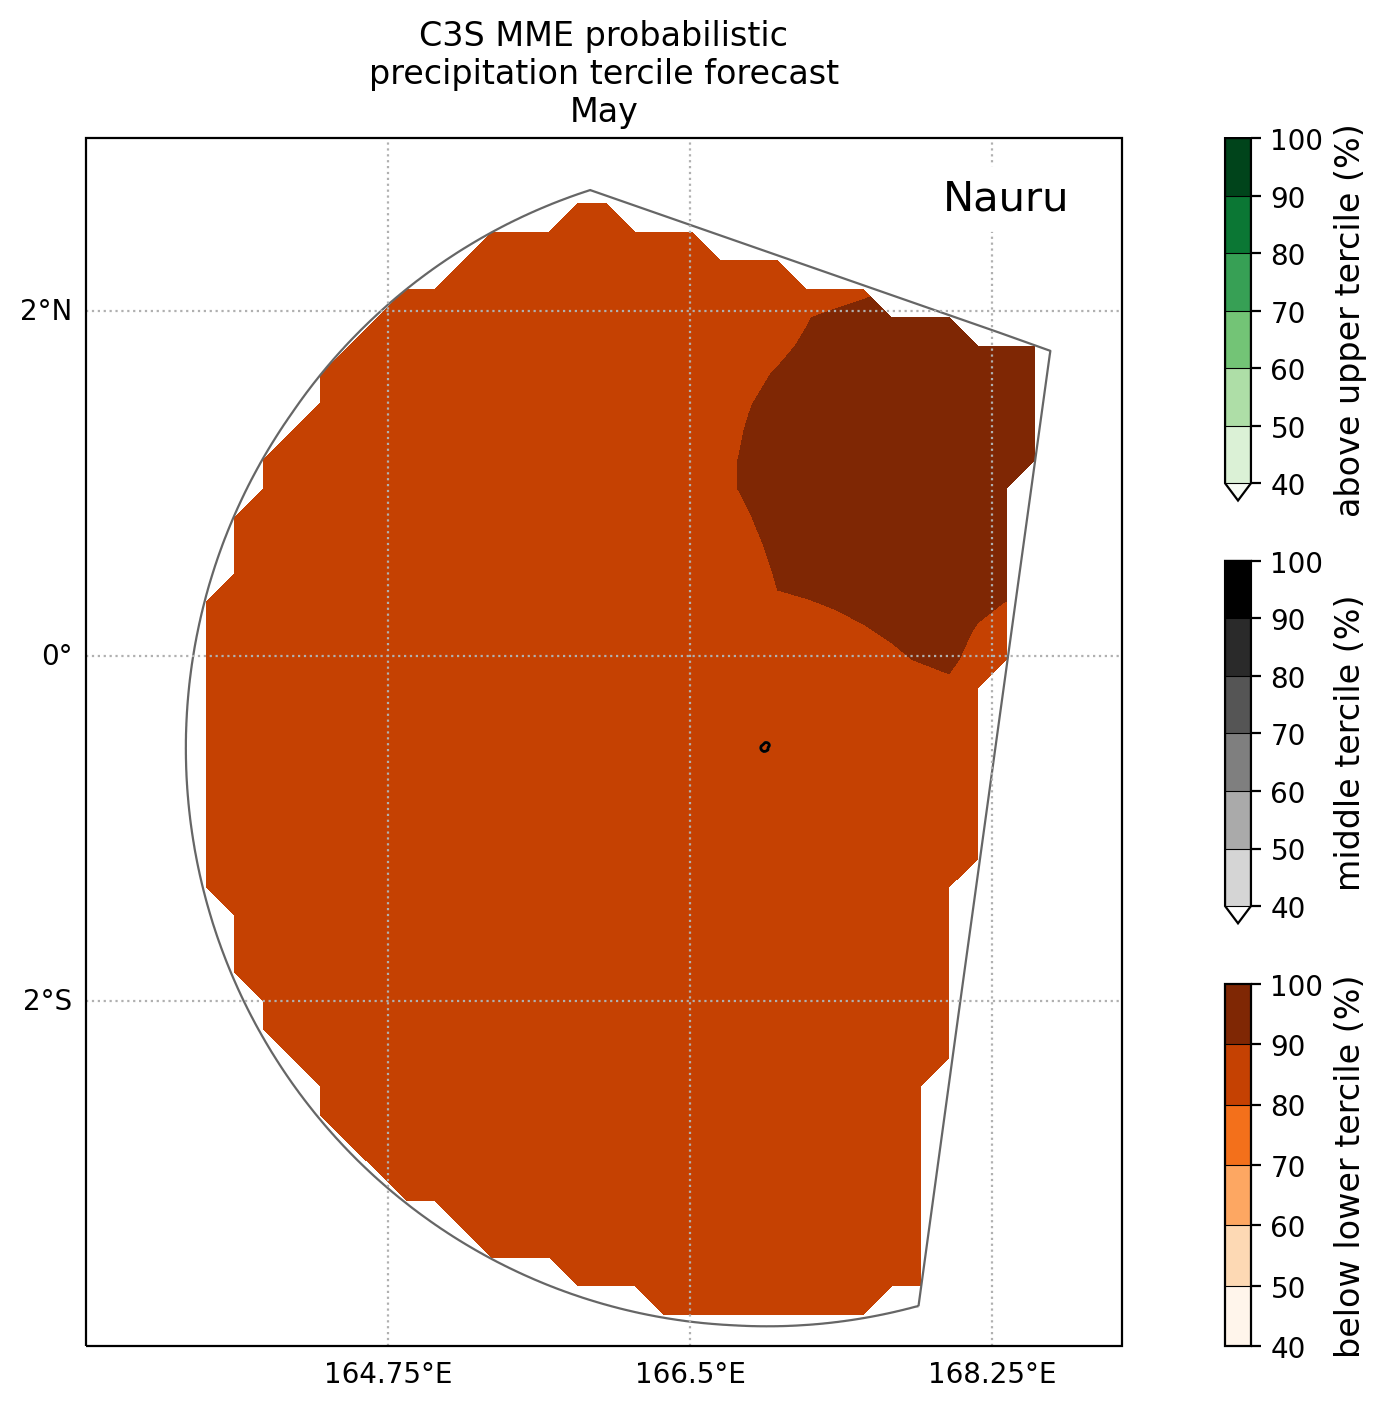 C3S MME probabilistic
precipitation tercile forecast
May
Nauru
2°N
0°
2°S
164.75°E
166.5°E
168.25°E
100
90
80
70
60
50
40
above upper tercile (%)
100
90
80
70
60
50
40
middle tercile (%)
100
90
80
70
60
50
40
below lower tercile (%)